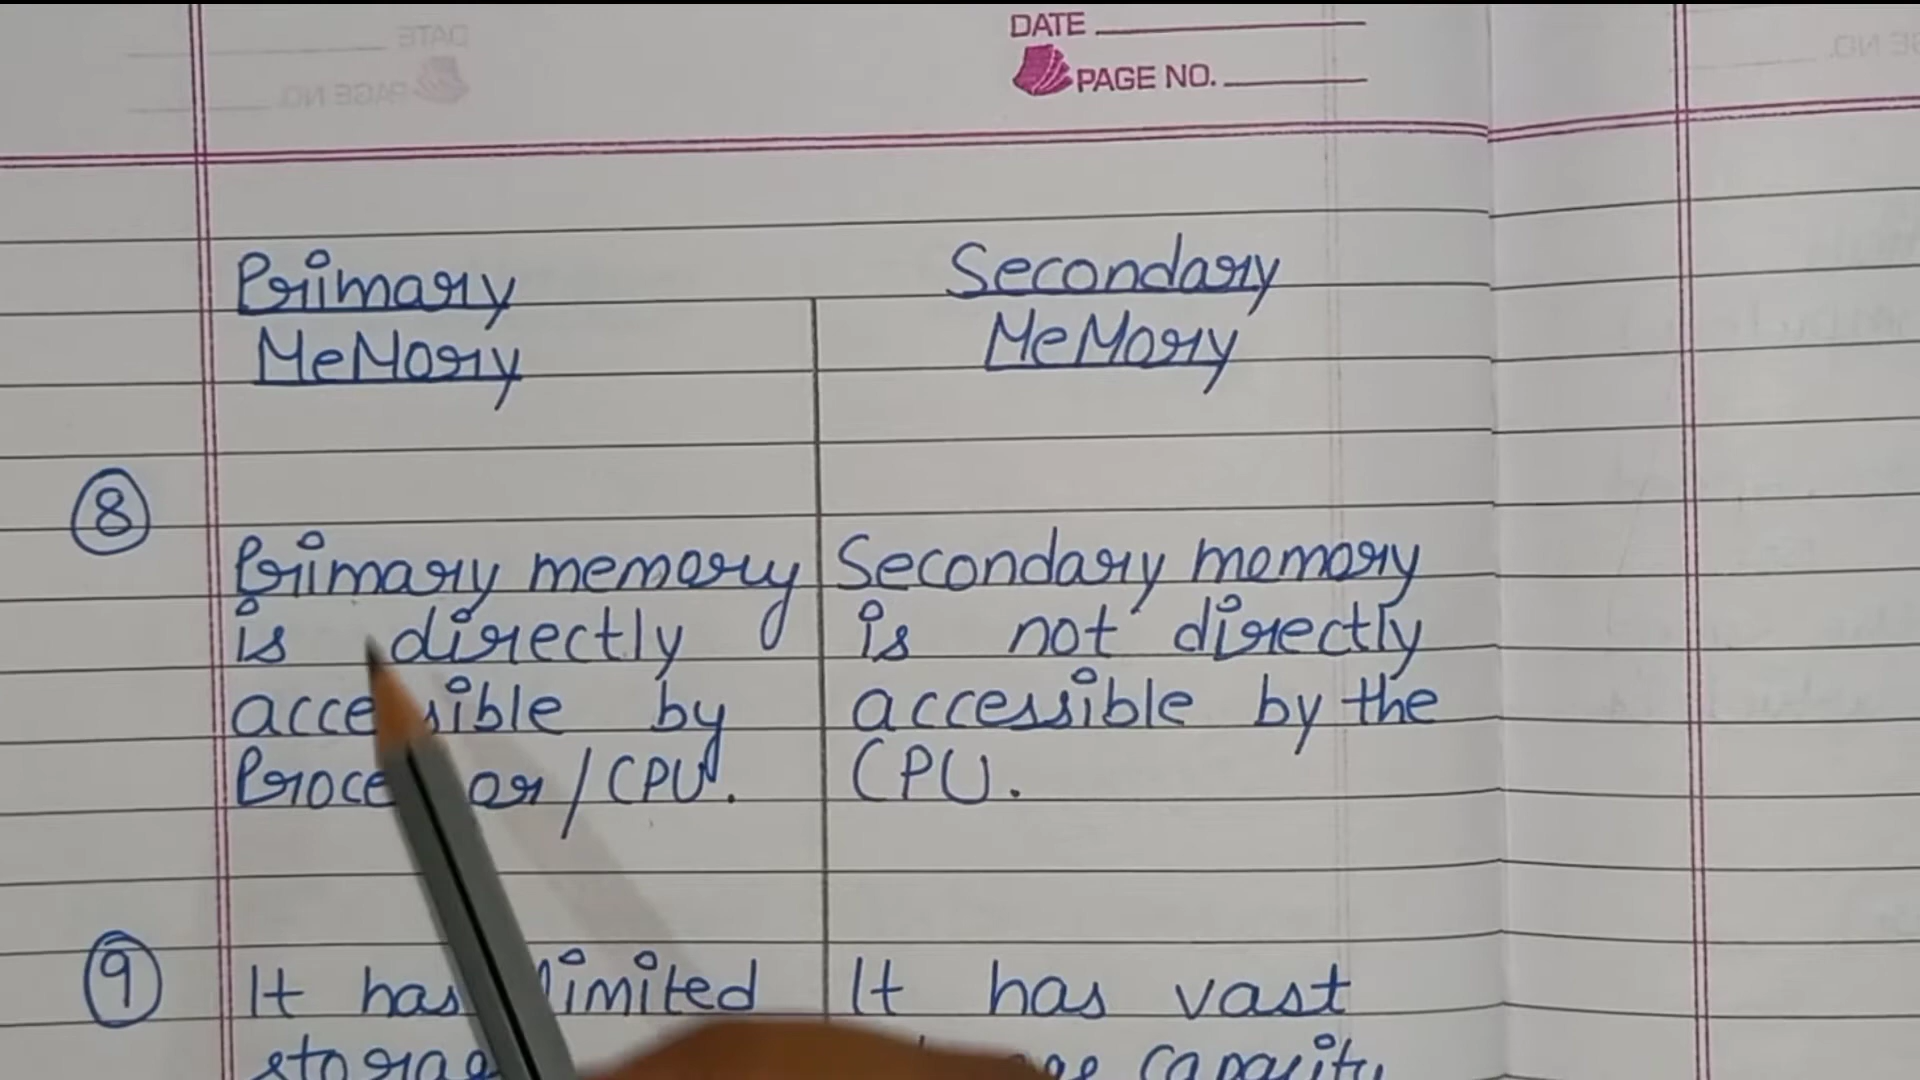 DATE
PAGE NO.
Primary
Memory
Secondary
Memory
8
Primary memory
is directly
accessible by
/CPU.
Secondary memory
is not directly
accessible by the
CPU.
9
It has limited
It has vast
capacity